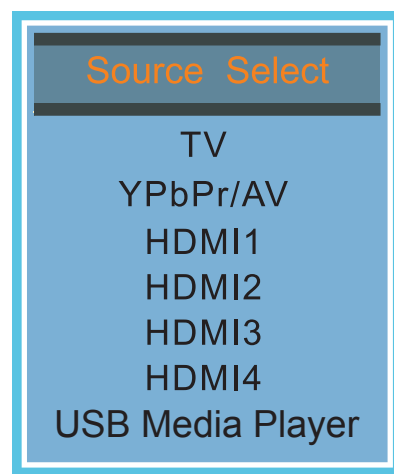 Source Select
TV
YPbPr/AV
HDMI1
HDMI2
HDMI3
HDMI4
USB Media Player